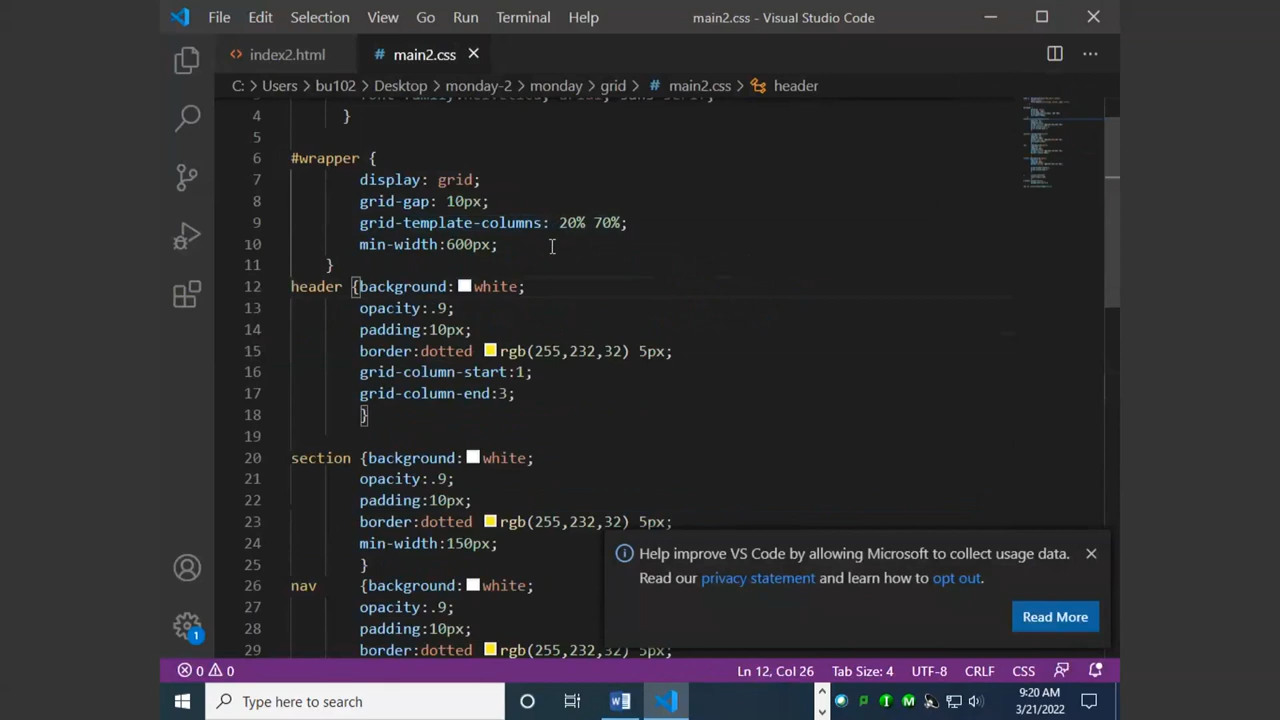 File Edit Selection View Go Run Terminal Help main2.css - Visual Studio Code
index2.html # main2.css
C: > Users > bu102 > Desktop > monday-2 > monday > grid > # main2.css > header
4 }
5
6 #wrapper {
7 display: grid;
8 grid-gap: 10px;
9 grid-template-columns: 20% 70%;
10 min-width:600px;
11 }
12 header {background: white;
13 opacity:.9;
14 padding:10px;
15 border:dotted rgb(255,232,32) 5px;
16 grid-column-start:1;
17 grid-column-end:3;
18 }
19
20 section {background: white;
21 opacity:.9;
22 padding:10px;
23 border:dotted rgb(255,232,32) 5px;
24 min-width:150px;
25 }
26 nav {background: white;
27 opacity:.9;
28 padding:10px;
29 border:dotted rgb(255,232,32) 5px;
Help improve VS Code by allowing Microsoft to collect usage data.
Read our privacy statement and learn how to opt out.
Read More
1
0 0 Ln 12, Col 26 Tab Size: 4 UTF-8 CRLF CSS
Type here to search
9:20 AM
3/21/2022